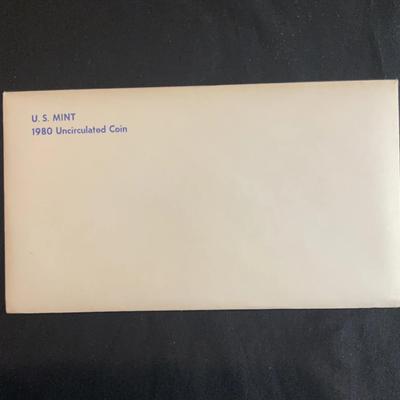 U. S. MINT
1980 Uncirculated Coin